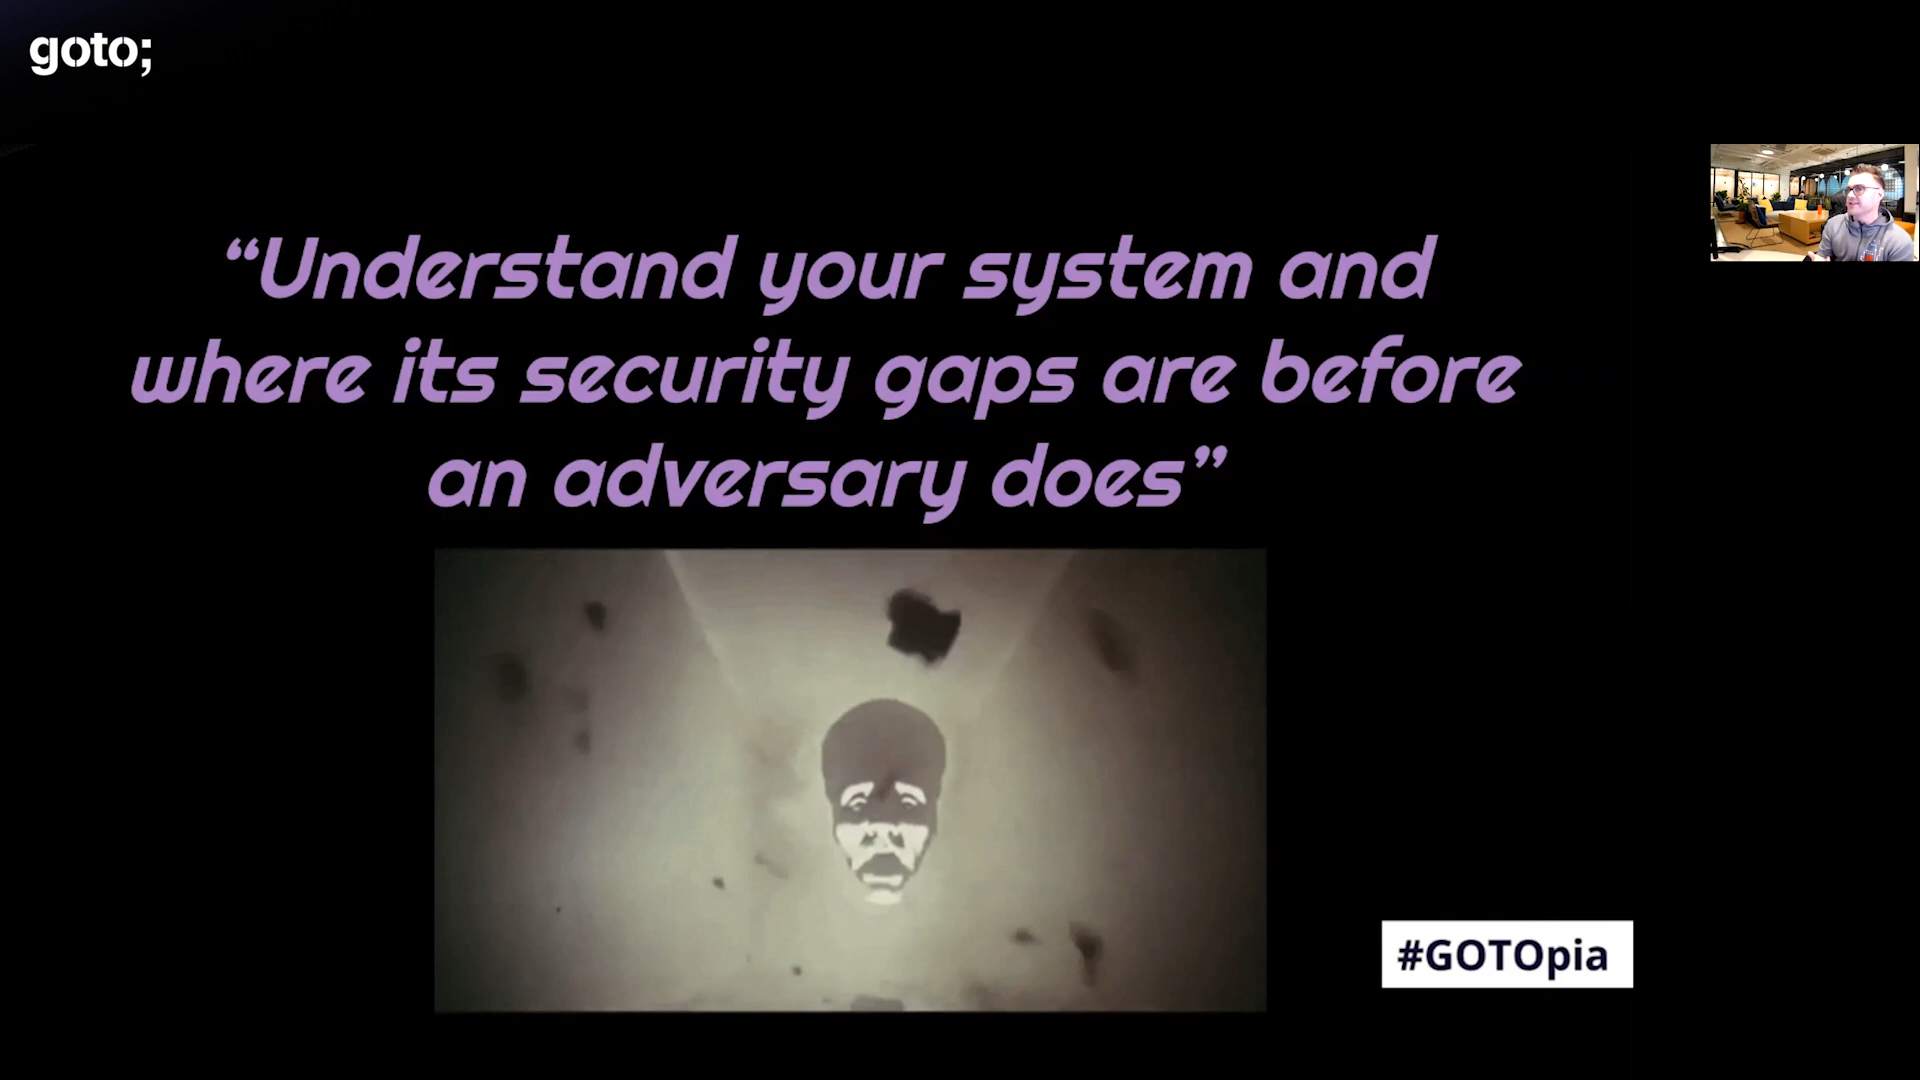 goto;
“Understand your system and
where its security gaps are before
an adversary does”
#GOTOpia